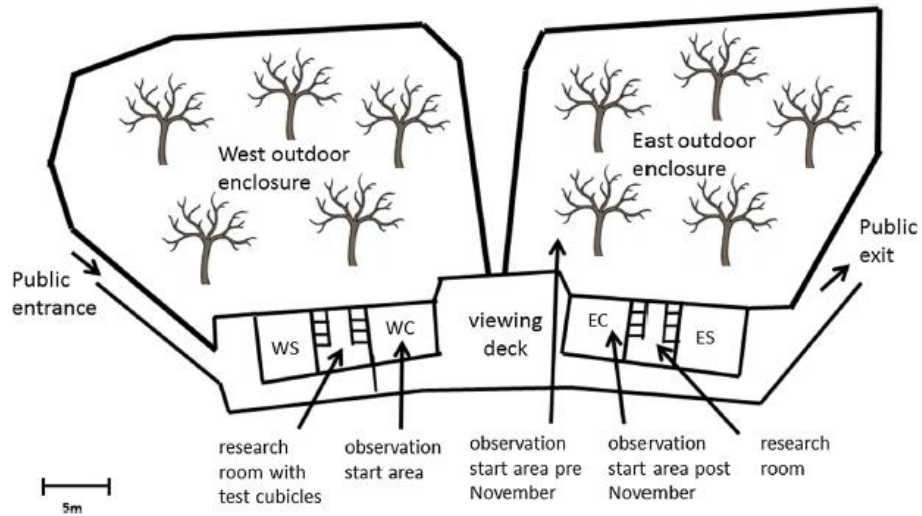 West outdoor
enclosure
East outdoor
enclosure
Public
entrance
Public
exit
WS
WC
viewing
deck
EC
ES
research
room with
test cubicles
observation
start area
observation
start area pre
November
observation
start area post
November
research
room
5m